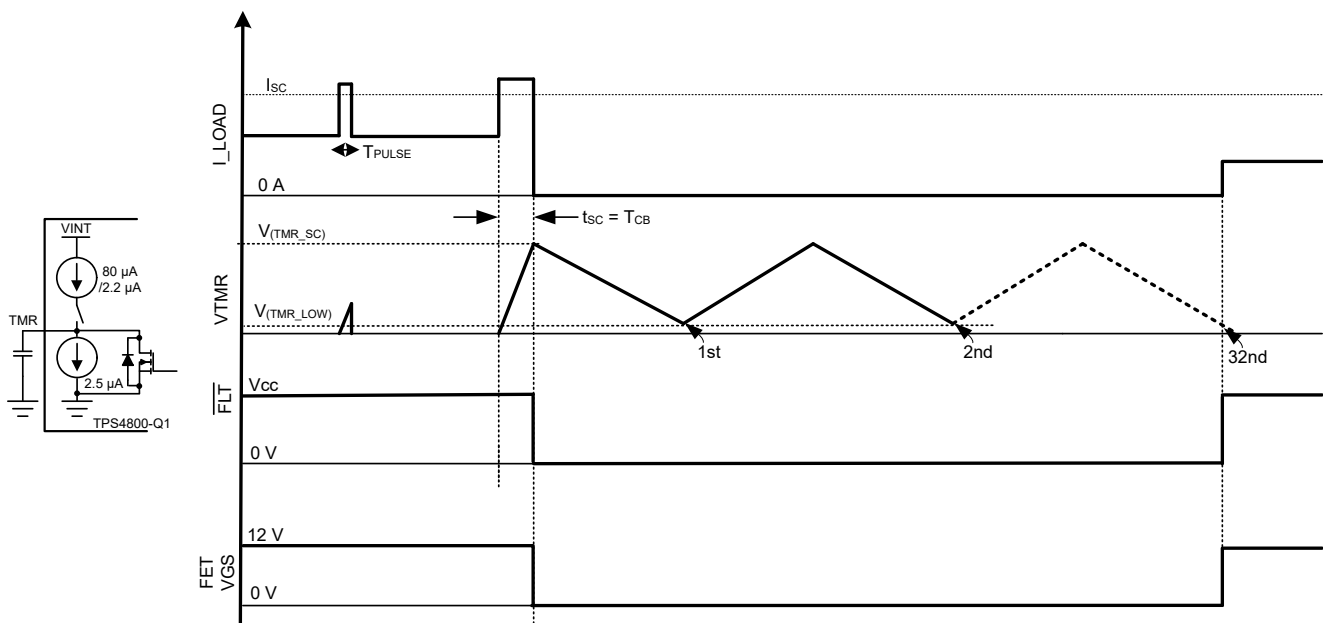 ISC
I_LOAD
TPULSE
0 A
tSC = TCB
V(TMR_SC)
VTMR
V(TMR_LOW)
1st
2nd
32nd
VINT
80 µA
/2.2 µA
TMR
2.5 µA
TPS4800-Q1
Vcc
FLT
0 V
12 V
FET
VGS
0 V